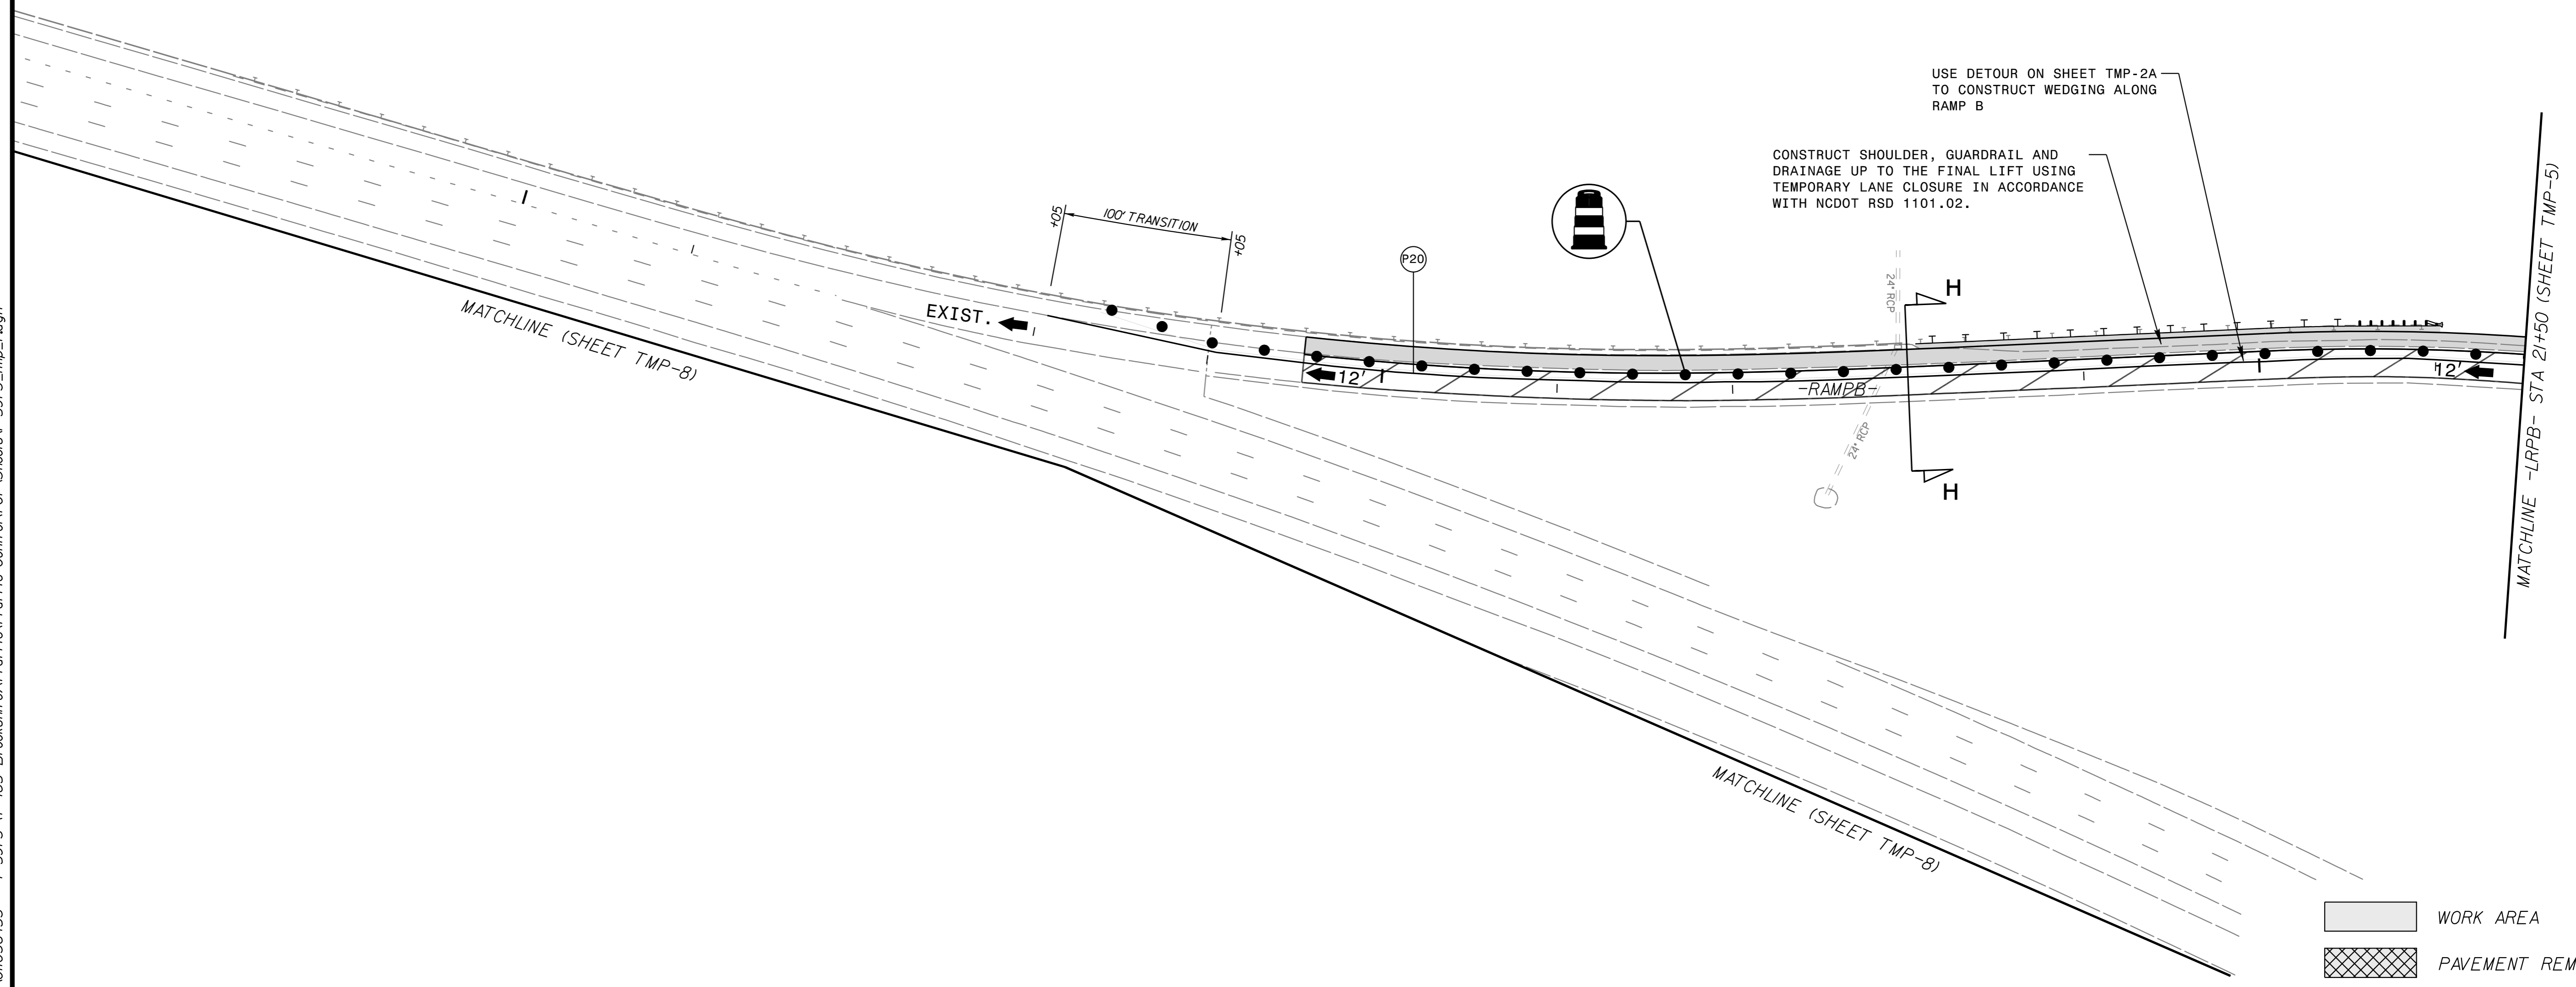 USE DETOUR ON SHEET TMP-2A
TO CONSTRUCT WEDGING ALONG
RAMP B
CONSTRUCT SHOULDER, GUARDRAIL AND
DRAINAGE UP TO THE FINAL LIFT USING
TEMPORARY LANE CLOSURE IN ACCORDANCE
WITH NCDOT RSD 1101.02.
+05
100' TRANSITION
+05
P20
24" RCP
H
EXIST.
12'
-RAMPB-
12'
24" RCP
H
MATCHLINE (SHEET TMP-8)
MATCHLINE -LRPB- STA 21+50 (SHEET TMP-5)
MATCHLINE (SHEET TMP-8)
WORK AREA
PAVEMENT REM